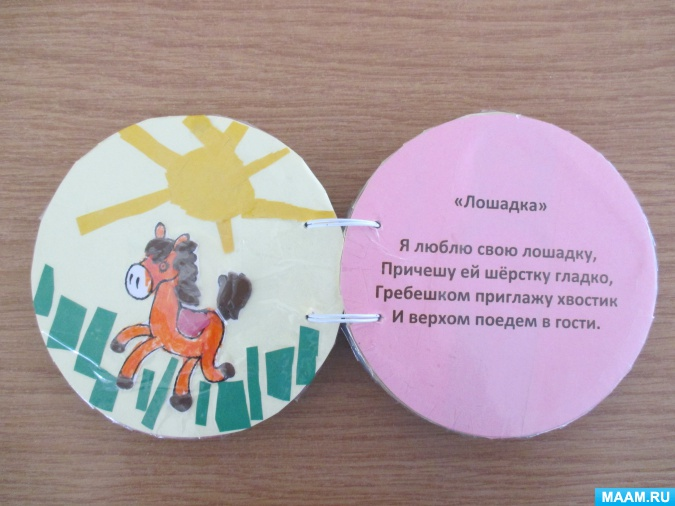 «Лошадка»
Я люблю свою лошадку,
Причешу ей шёрстку гладко,
Гребешком приглажу хвостик
И верхом поедем в гости.
MAAM.RU